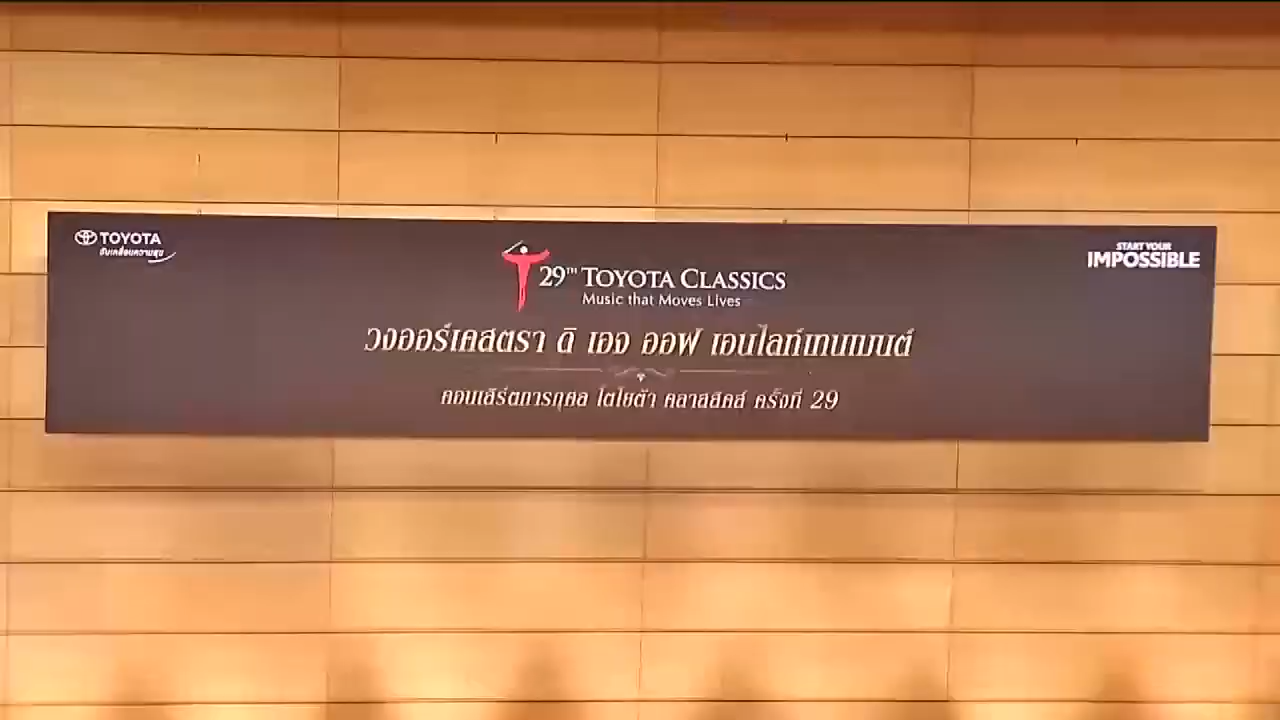 TOYOTA
ขับเคลื่อนความสุข
START YOUR
IMPOSSIBLE
29TH TOYOTA CLASSICS
Music that Moves Lives
วงออร์เคสตรา ดิ เอจ ออฟ เอนไลท์เทนเมนต์
คอนเสิร์ตการกุศล โตโยต้า คลาสสิคส์ ครั้งที่ 29